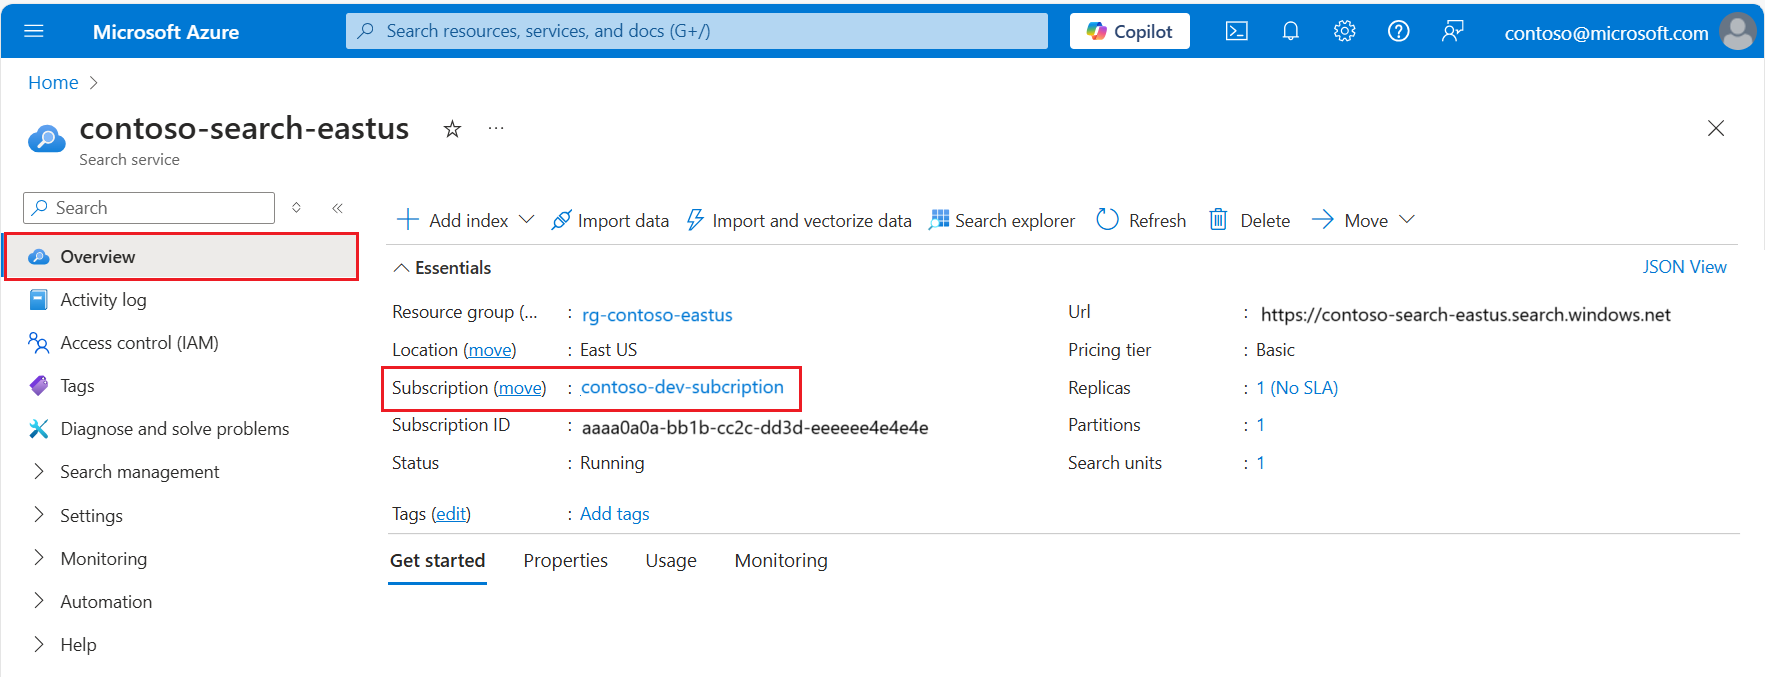 Microsoft Azure
Search resources, services, and docs (G+/)
Copilot
contoso@microsoft.com
Home
contoso-search-eastus
Search service
Search
Add index
Import data
Import and vectorize data
Search explorer
Refresh
Delete
Move
Overview
Activity log
Access control (IAM)
Tags
Diagnose and solve problems
Search management
Settings
Monitoring
Automation
Help
Essentials
JSON View
Resource group (... : rg-contoso-eastus
Location (move) : East US
Subscription (move) : contoso-dev-subcription
Subscription ID : aaaa0a0a-bb1b-cc2c-dd3d-eeeeee4e4e4e
Status : Running
Tags (edit) : Add tags
Url : https://contoso-search-eastus.search.windows.net
Pricing tier : Basic
Replicas : 1 (No SLA)
Partitions : 1
Search units : 1
Get started
Properties
Usage
Monitoring